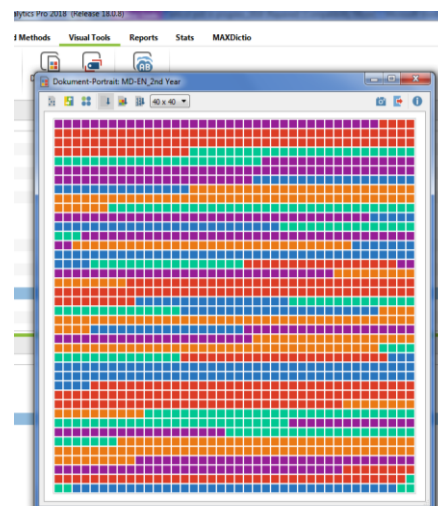 alytics Pro 2018 (Release 18.0.8)
d Methods Visual Tools Reports Stats MAXDictio
AB
Dokument-Portrait: MD-EN_2nd Year
40 x 40